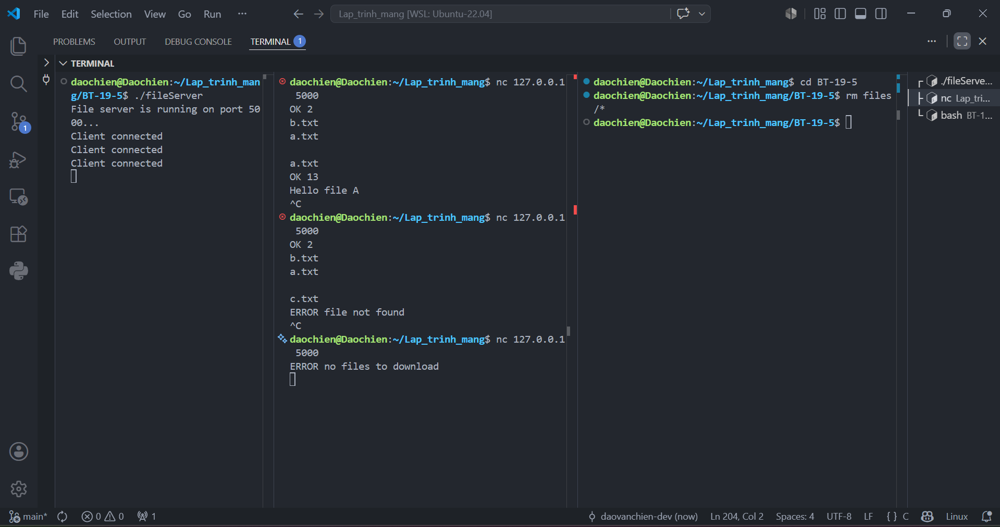 File Edit Selection View Go Run ···
Lap_trinh_mang [WSL: Ubuntu-22.04]
PROBLEMS OUTPUT DEBUG CONSOLE TERMINAL 1
TERMINAL
daochien@Daochien:~/Lap_trinh_man
g/BT-19-5$ ./fileServer
File server is running on port 50
00...
Client connected
Client connected
Client connected
daochien@Daochien:~/Lap_trinh_mang$ nc 127.0.0.1
5000
OK 2
b.txt
a.txt
a.txt
OK 13
Hello file A
^C
daochien@Daochien:~/Lap_trinh_mang$ nc 127.0.0.1
5000
OK 2
b.txt
a.txt
c.txt
ERROR file not found
^C
daochien@Daochien:~/Lap_trinh_mang$ nc 127.0.0.1
5000
ERROR no files to download
daochien@Daochien:~/Lap_trinh_mang$ cd BT-19-5
daochien@Daochien:~/Lap_trinh_mang/BT-19-5$ rm files
/*
daochien@Daochien:~/Lap_trinh_mang/BT-19-5$
./fileServe...
nc Lap_tri...
bash BT-1...
1
main* 0 0 1 daovanchien-dev (now) Ln 204, Col 2 Spaces: 4 UTF-8 LF {} C Linux